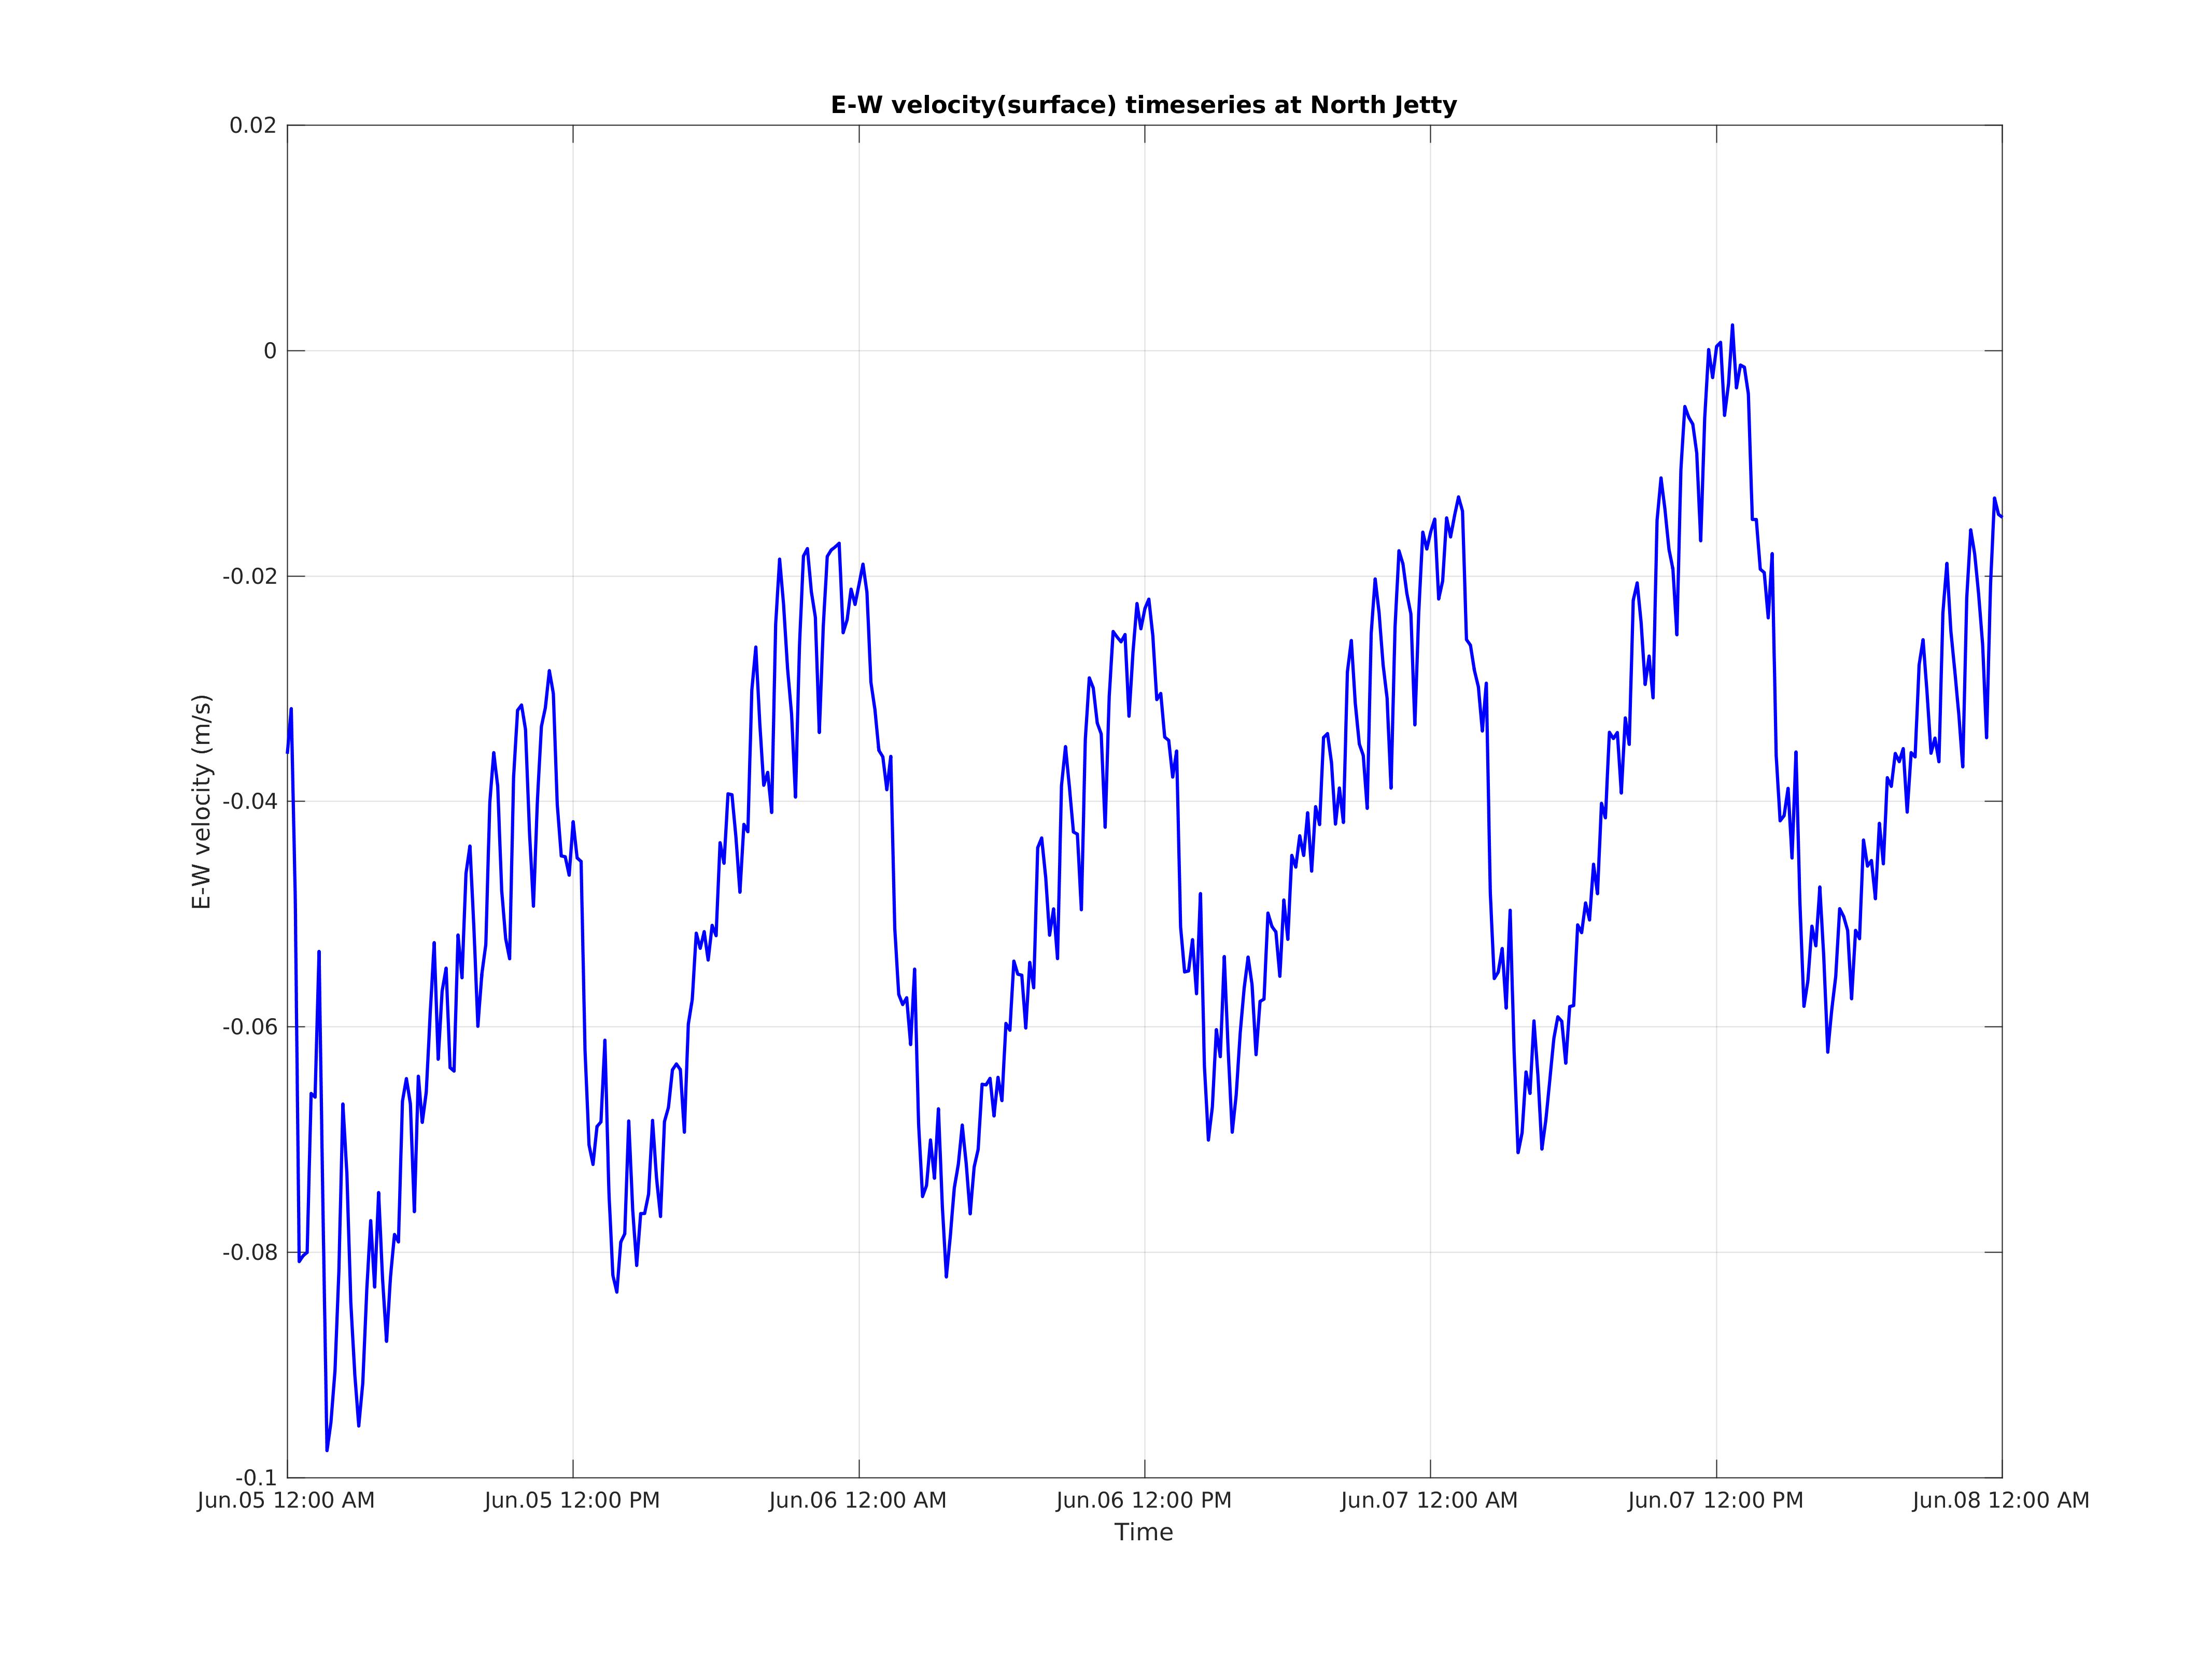 E-W velocity(surface) timeseries at North Jetty
0.02
0
-0.02
-0.04
-0.06
-0.08
-0.1
E-W velocity (m/s)
Jun.05 12:00 AM
Jun.05 12:00 PM
Jun.06 12:00 AM
Jun.06 12:00 PM
Jun.07 12:00 AM
Jun.07 12:00 PM
Jun.08 12:00 AM
Time